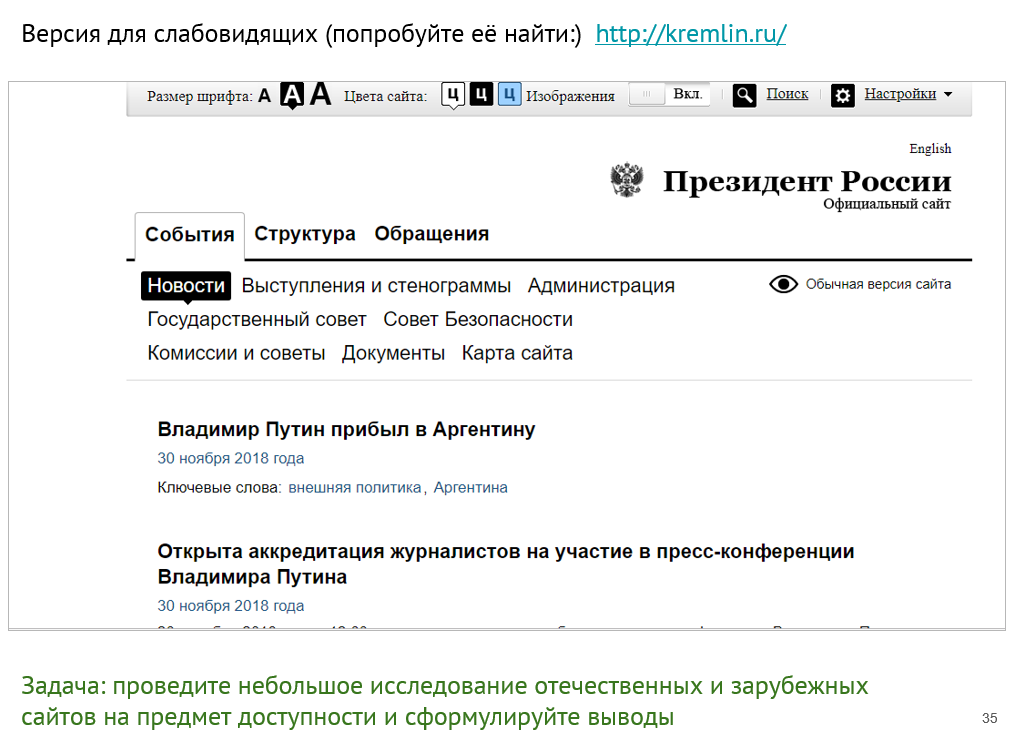 Версия для слабовидящих (попробуйте её найти:) http://kremlin.ru/
Размер шрифта: А А А Цвета сайта: Ц Ц Ц Изображения Вкл. Поиск Настройки
English
Президент России
Официальный сайт
События Структура Обращения
Новости Выступления и стенограммы Администрация
Обычная версия сайта
Государственный совет Совет Безопасности
Комиссии и советы Документы Карта сайта
Владимир Путин прибыл в Аргентину
30 ноября 2018 года
Ключевые слова: внешняя политика, Аргентина
Открыта аккредитация журналистов на участие в пресс-конференции
Владимира Путина
30 ноября 2018 года
Задача: проведите небольшое исследование отечественных и зарубежных
сайтов на предмет доступности и сформулируйте выводы
35